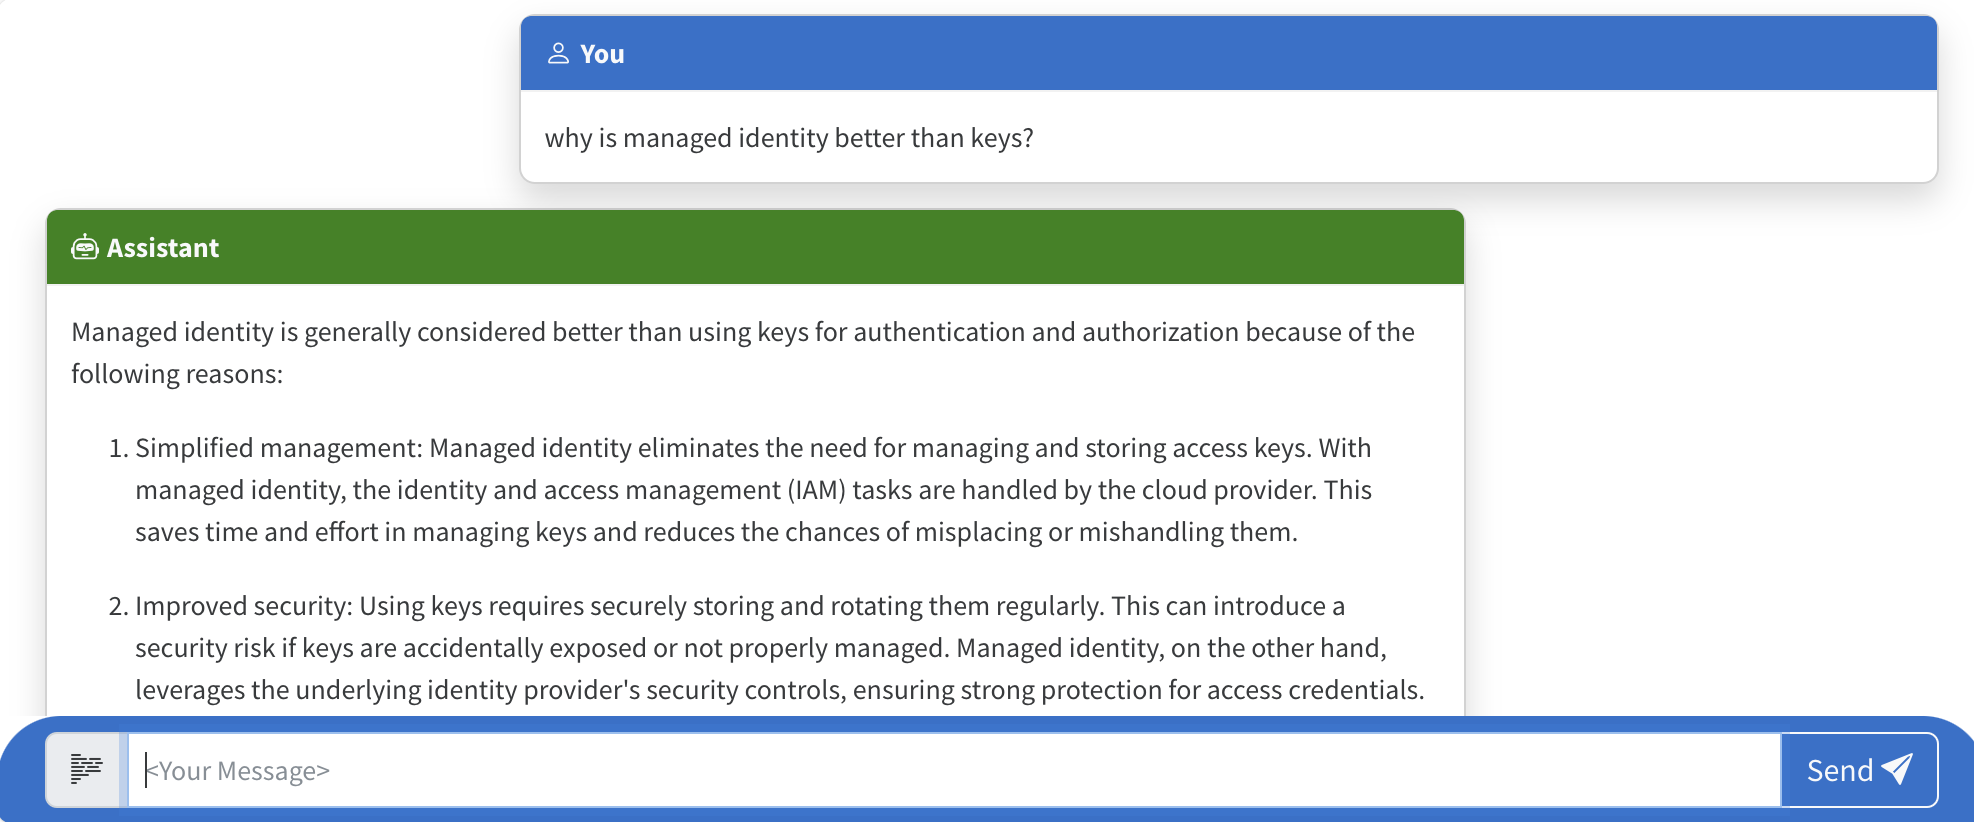 You
why is managed identity better than keys?
Assistant
Managed identity is generally considered better than using keys for authentication and authorization because of the
following reasons:
1. Simplified management: Managed identity eliminates the need for managing and storing access keys. With
managed identity, the identity and access management (IAM) tasks are handled by the cloud provider. This
saves time and effort in managing keys and reduces the chances of misplacing or mishandling them.
2. Improved security: Using keys requires securely storing and rotating them regularly. This can introduce a
security risk if keys are accidentally exposed or not properly managed. Managed identity, on the other hand,
leverages the underlying identity provider's security controls, ensuring strong protection for access credentials.
<Your Message>
Send